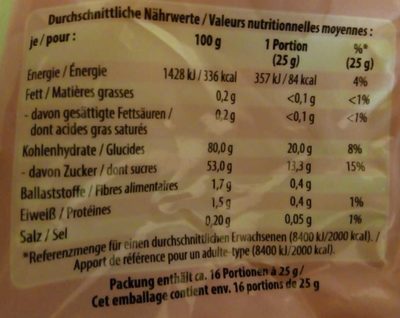 Durchschnittliche Nährwerte / Valeurs nutritionnelles moyennes :
je / pour : 100 g 1 Portion (25 g) %* (25 g)
Energie / Énergie 1428 kJ / 336 kcal 357 kJ / 84 kcal 4%
Fett / Matières grasses 0,2 g <0,1 g <1%
- davon gesättigte Fettsäuren / 0,2 g <0,1 g <1%
dont acides gras saturés
Kohlenhydrate / Glucides 80,0 g 20,0 g 8%
- davon Zucker / dont sucres 53,0 g 13,3 g 15%
Ballaststoffe / Fibres alimentaires 1,7 g 0,4 g
Eiweiß / Protéines 1,5 g 0,4 g 1%
Salz / Sel 0,20 g 0,05 g 1%
*Referenzmenge für einen durchschnittlichen Erwachsenen (8400 kJ/2000 kcal). /
Apport de référence pour un adulte-type (8400 kJ/2000 kcal).
Packung enthält ca. 16 Portionen à 25 g /
Cet emballage contient env. 16 portions de 25 g